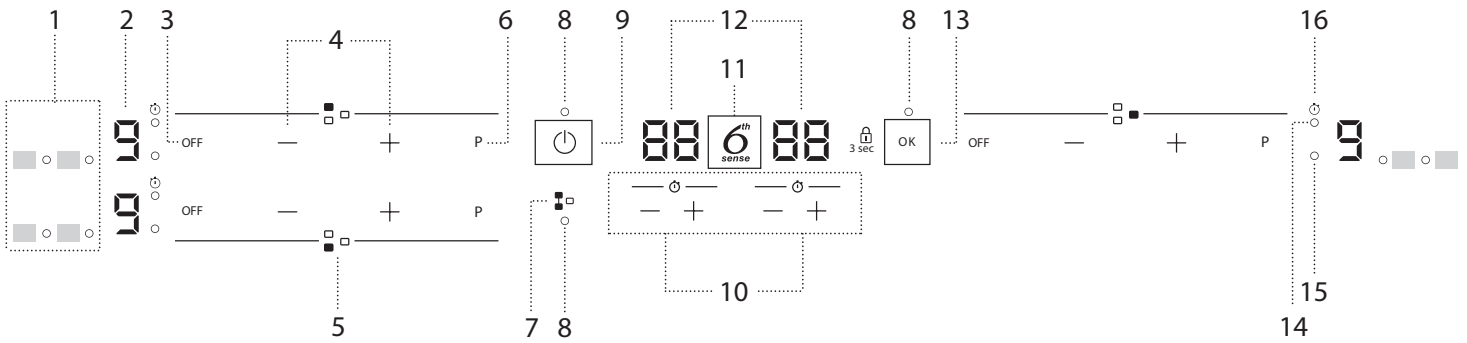 1 2 3 4 6 8 9 12 8 13 16
11
9 OFF — + P 88 6th sense 88 3 sec OK OFF — + P 9
9 OFF — + P — + — +
5 7 8 10 14 15